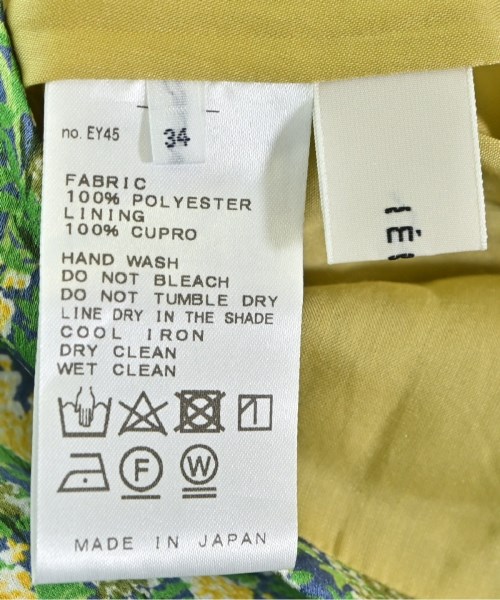 no. EY45
34
FABRIC
100% POLYESTER
LINING
100% CUPRO
HAND WASH
DO NOT BLEACH
DO NOT TUMBLE DRY
LINE DRY IN THE SHADE
COOL IRON
DRY CLEAN
WET CLEAN
F
W
MADE IN JAPAN